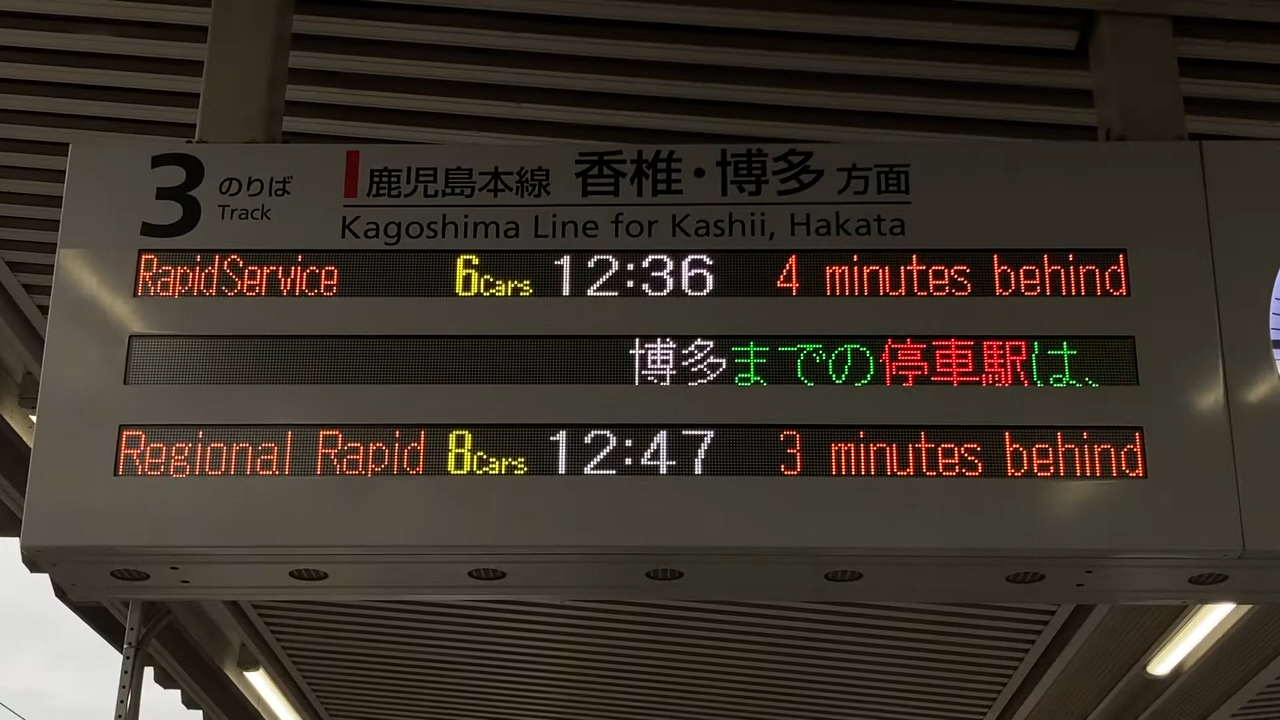 3 のりば 鹿児島本線 香椎・博多 方面
Track Kagoshima Line for Kashii, Hakata
RapidService 6Cars 12:36 4 minutes behind
博多までの停車駅は、
Regional Rapid 8Cars 12:47 3 minutes behind